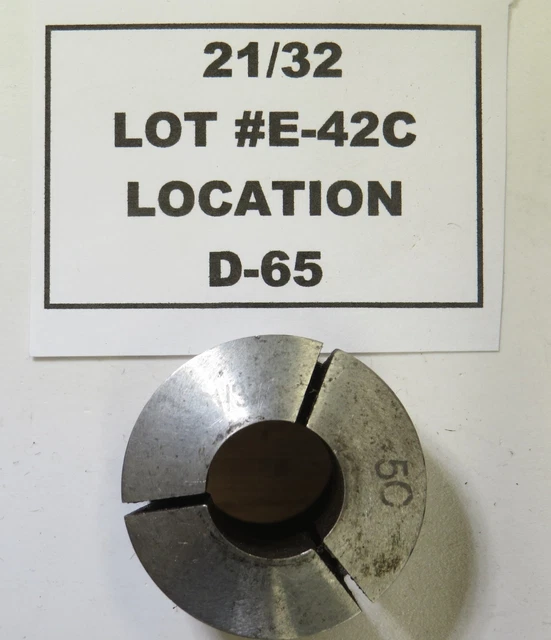 21/32
LOT #E-42C
LOCATION
D-65
5C